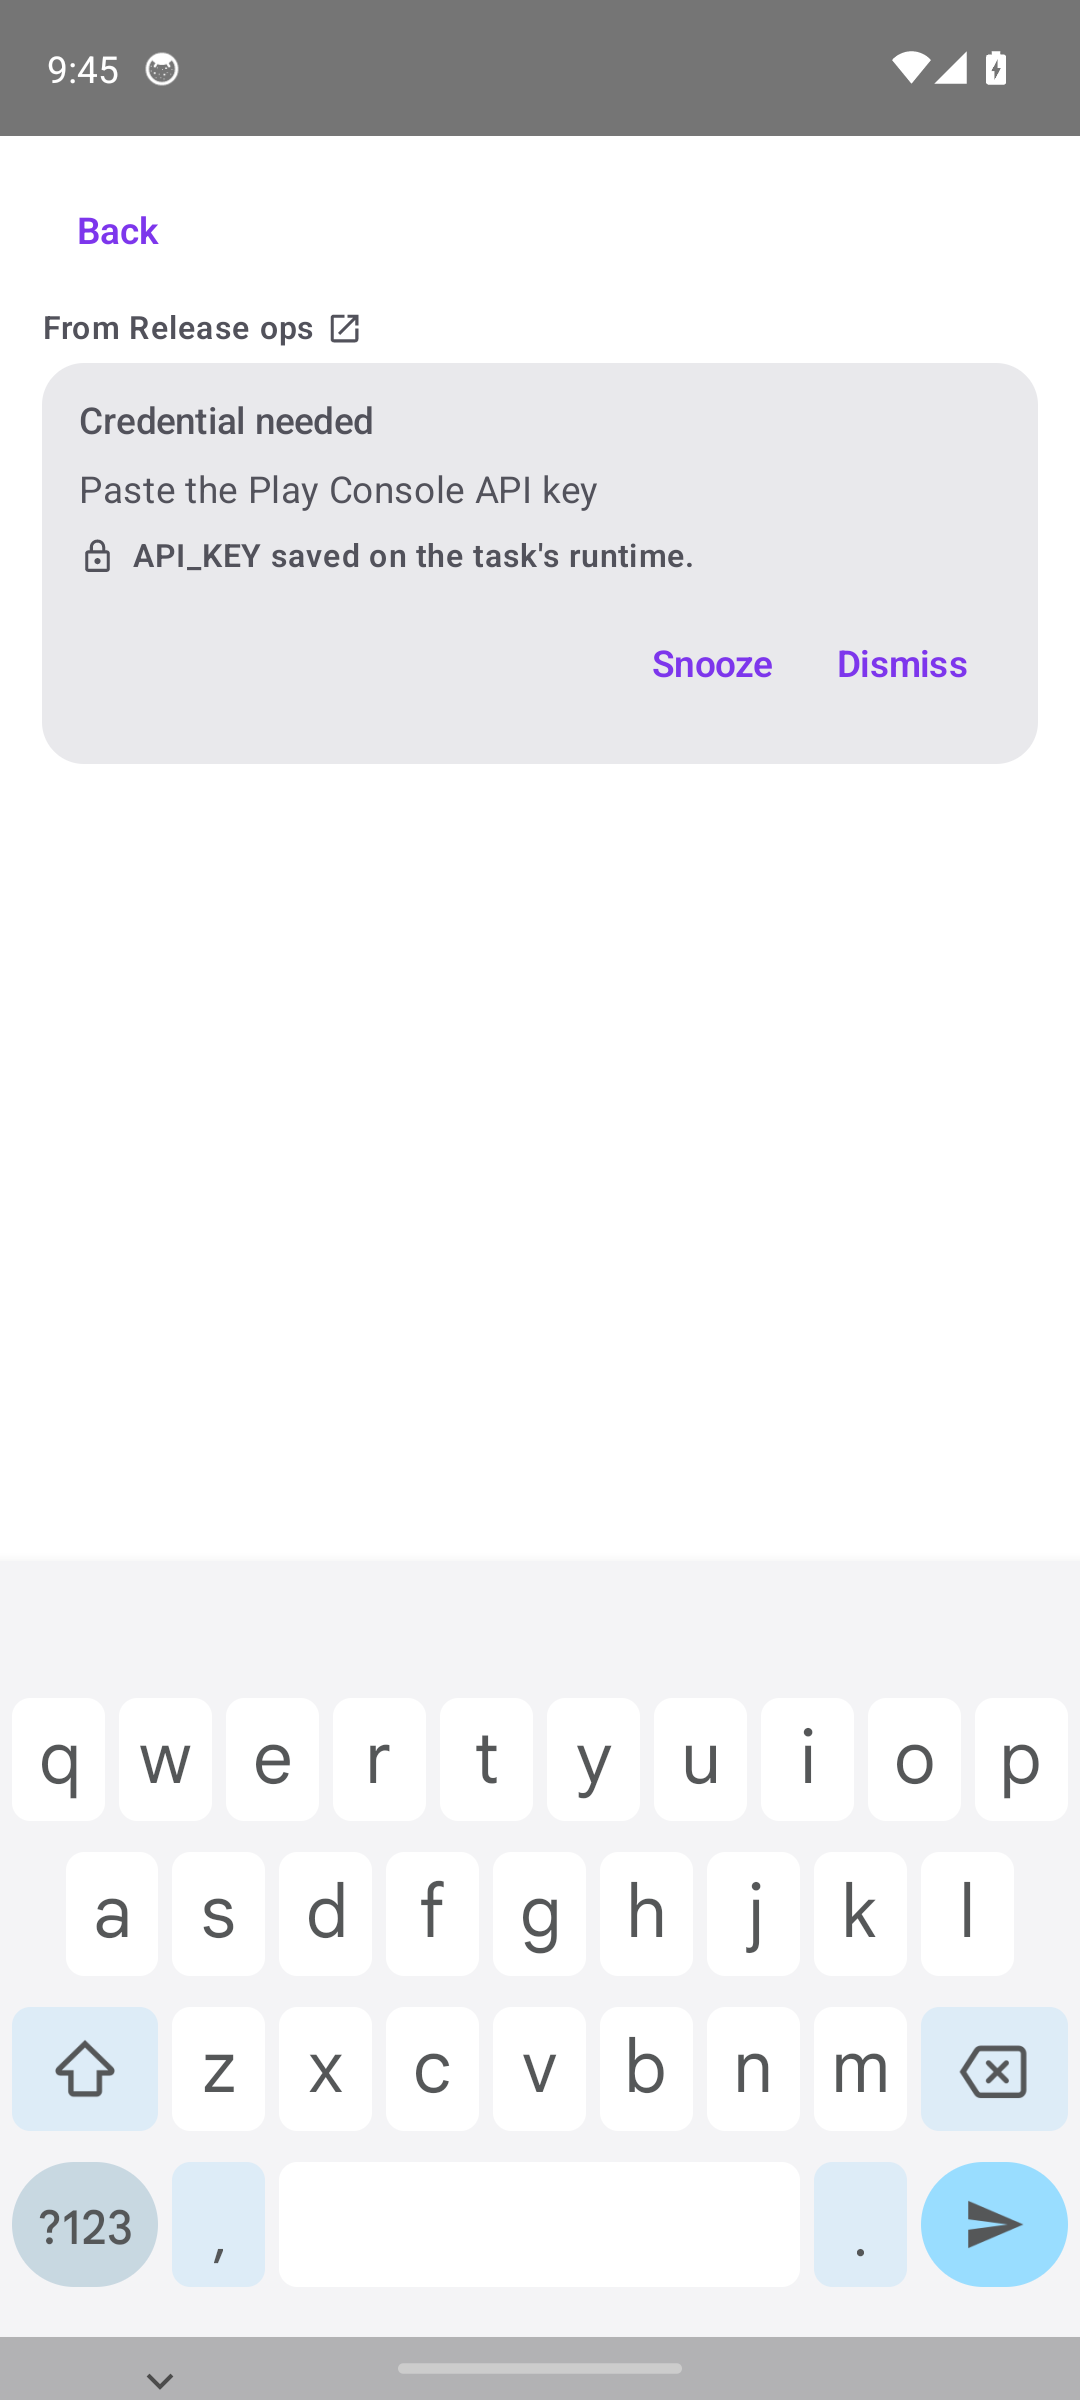 9:45
Back
From Release ops
Credential needed
Paste the Play Console API key
API_KEY saved on the task's runtime.
Snooze Dismiss
q w e r t y u i o p
a s d f g h j k l
z x c v b n m
?123 , .